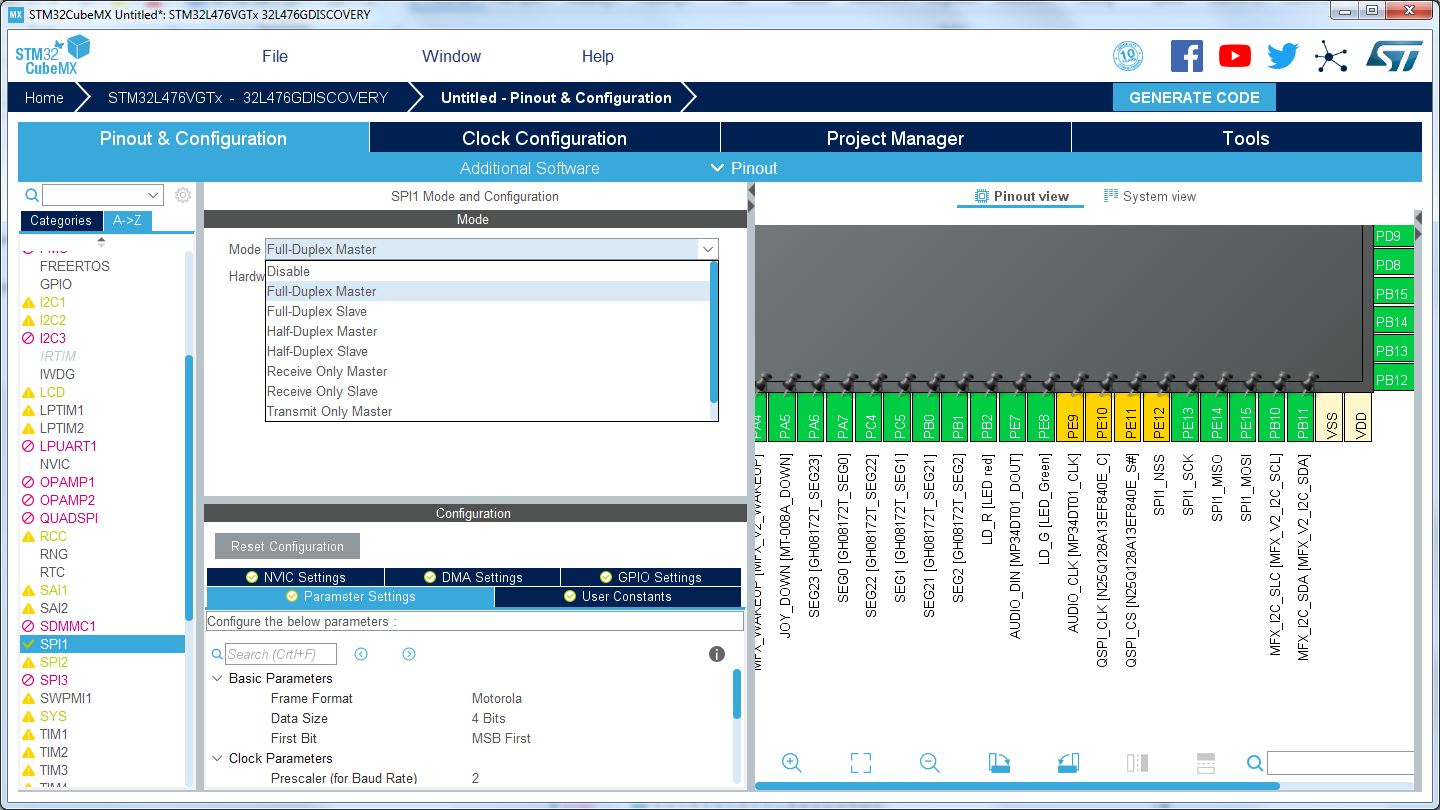 MX STM32CubeMX Untitled*: STM32L476VGTx 32L476GDISCOVERY
STM32
CubeMX
File Window Help
10
Home STM32L476VGTx - 32L476GDISCOVERY Untitled - Pinout & Configuration GENERATE CODE
Pinout & Configuration Clock Configuration Project Manager Tools
Additional Software Pinout
Categories A->Z
FREERTOS
GPIO
I2C1
I2C2
I2C3
IRTIM
IWDG
LCD
LPTIM1
LPTIM2
LPUART1
NVIC
OPAMP1
OPAMP2
QUADSPI
RCC
RNG
RTC
SAI1
SAI2
SDMMC1
SPI1
SPI2
SPI3
SWPMI1
SYS
TIM1
TIM2
TIM3
TIM4
SPI1 Mode and Configuration
Mode
Mode Full-Duplex Master
Hardw
Disable
Full-Duplex Master
Full-Duplex Slave
Half-Duplex Master
Half-Duplex Slave
Receive Only Master
Receive Only Slave
Transmit Only Master
Configuration
Reset Configuration
NVIC Settings DMA Settings GPIO Settings
Parameter Settings User Constants
Configure the below parameters :
Search (Crtl+F)
Basic Parameters
Frame Format Motorola
Data Size 4 Bits
First Bit MSB First
Clock Parameters
Prescaler (for Baud Rate) 2
Pinout view System view
PD9
PD8
PB15
PB14
PB13
PB12
PA4
PA5
PA6
PA7
PC4
PC5
PB0
PB1
PB2
PE7
PE8
PE9
PE10
PE11
PE12
PE13
PE14
PE15
PB10
PB11
VSS
VDD
MFX_WAKEUP [MFX_V2_WAKEUP]
JOY_DOWN [MT-008A_DOWN]
SEG23 [GH08172T_SEG23]
SEG0 [GH08172T_SEG0]
SEG22 [GH08172T_SEG22]
SEG1 [GH08172T_SEG1]
SEG21 [GH08172T_SEG21]
SEG2 [GH08172T_SEG2]
LD_R [LED red]
AUDIO_DIN [MP34DT01_DOUT]
LD_G [LED_Green]
AUDIO_CLK [MP34DT01_CLK]
QSPI_CLK [N25Q128A13EF840E_C]
QSPI_CS [N25Q128A13EF840E_S#]
SPI1_NSS
SPI1_SCK
SPI1_MISO
SPI1_MOSI
MFX_I2C_SLC [MFX_V2_I2C_SCL]
MFX_I2C_SDA [MFX_V2_I2C_SDA]